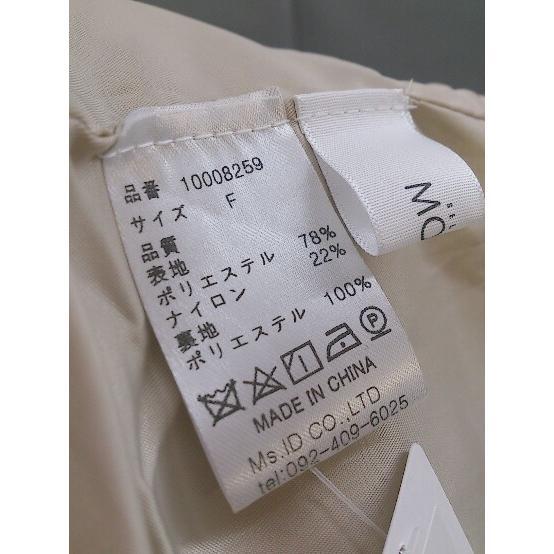 品番 10008259
サイズ F
品質
表地
ポリエステル 78%
ナイロン 22%
裏地
ポリエステル 100%
MADE IN CHINA
Ms.ID CO.,LTD
tel:092-409-6025